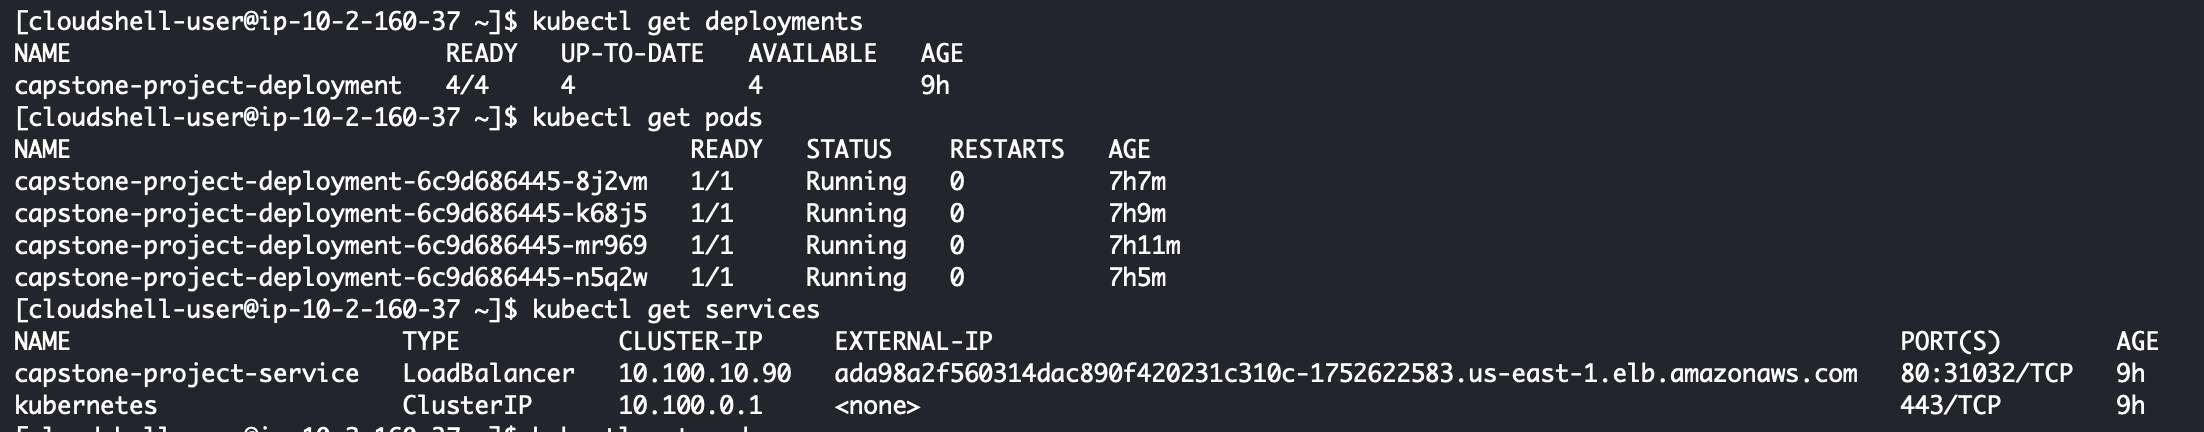 [cloudshell-user@ip-10-2-160-37 ~]$ kubectl get deployments
NAME READY UP-TO-DATE AVAILABLE AGE
capstone-project-deployment 4/4 4 4 9h
[cloudshell-user@ip-10-2-160-37 ~]$ kubectl get pods
NAME READY STATUS RESTARTS AGE
capstone-project-deployment-6c9d686445-8j2vm 1/1 Running 0 7h7m
capstone-project-deployment-6c9d686445-k68j5 1/1 Running 0 7h9m
capstone-project-deployment-6c9d686445-mr969 1/1 Running 0 7h11m
capstone-project-deployment-6c9d686445-n5q2w 1/1 Running 0 7h5m
[cloudshell-user@ip-10-2-160-37 ~]$ kubectl get services
NAME TYPE CLUSTER-IP EXTERNAL-IP PORT(S) AGE
capstone-project-service LoadBalancer 10.100.10.90 ada98a2f560314dac890f420231c310c-1752622583.us-east-1.elb.amazonaws.com 80:31032/TCP 9h
kubernetes ClusterIP 10.100.0.1 <none> 443/TCP 9h